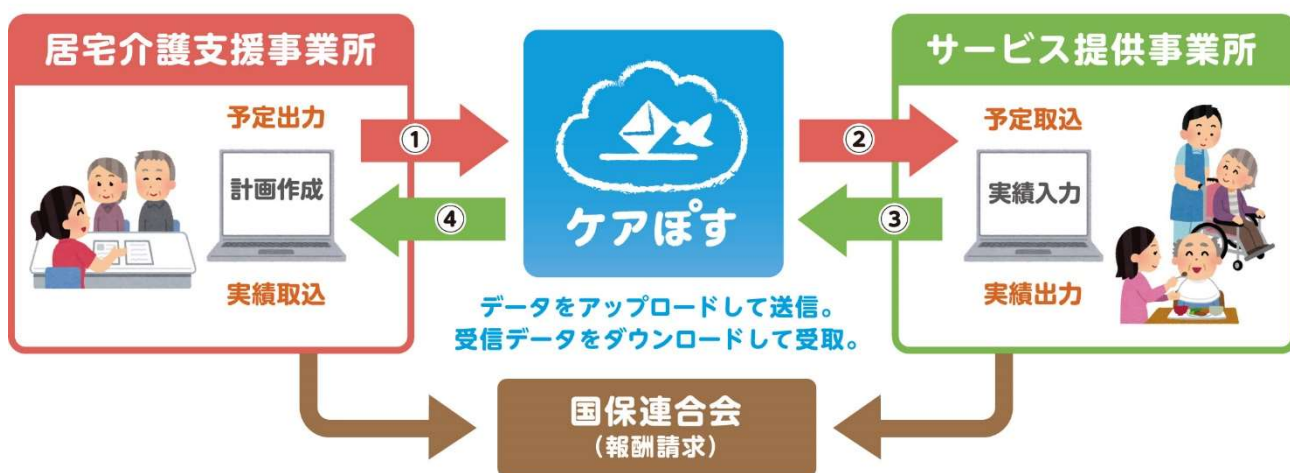 居宅介護支援事業所
予定出力
計画作成
実績取込
①
④
ケアぽす
データをアップロードして送信。
受信データをダウンロードして受取。
②
③
サービス提供事業所
予定取込
実績入力
実績出力
国保連合会
(報酬請求)